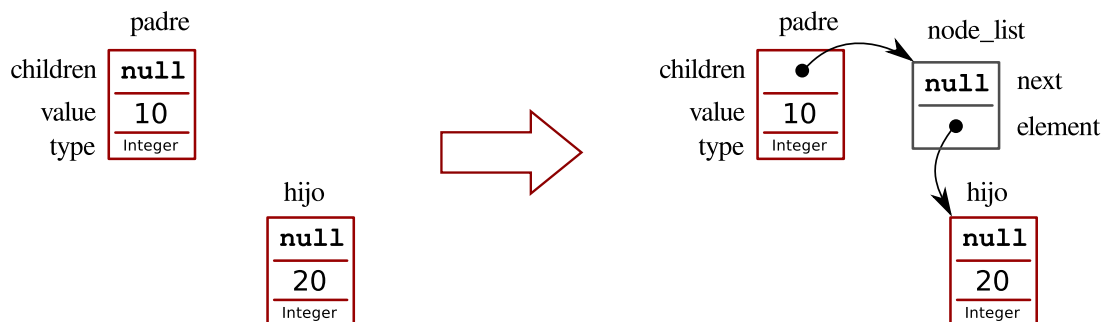 padre
children null
value 10
type Integer
hijo
null
20
Integer
padre
children
value 10
type Integer
node_list
null next
element
hijo
null
20
Integer